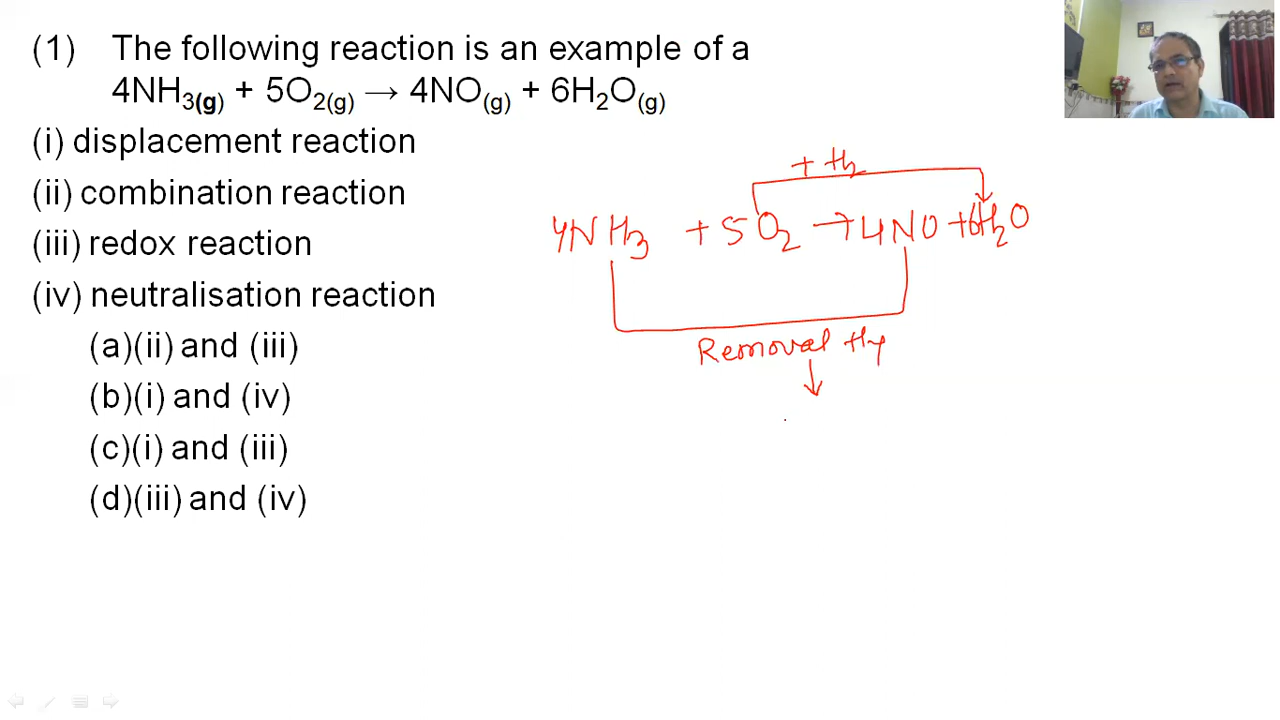 (1) The following reaction is an example of a
4NH₃(g) + 5O₂(g) → 4NO(g) + 6H₂O(g)
(i) displacement reaction
(ii) combination reaction
(iii) redox reaction
(iv) neutralisation reaction
(a)(ii) and (iii)
(b)(i) and (iv)
(c)(i) and (iii)
(d)(iii) and (iv)
+ H₂
4NH₃ + 5O₂ → 4NO + 6H₂O
Removal Hy